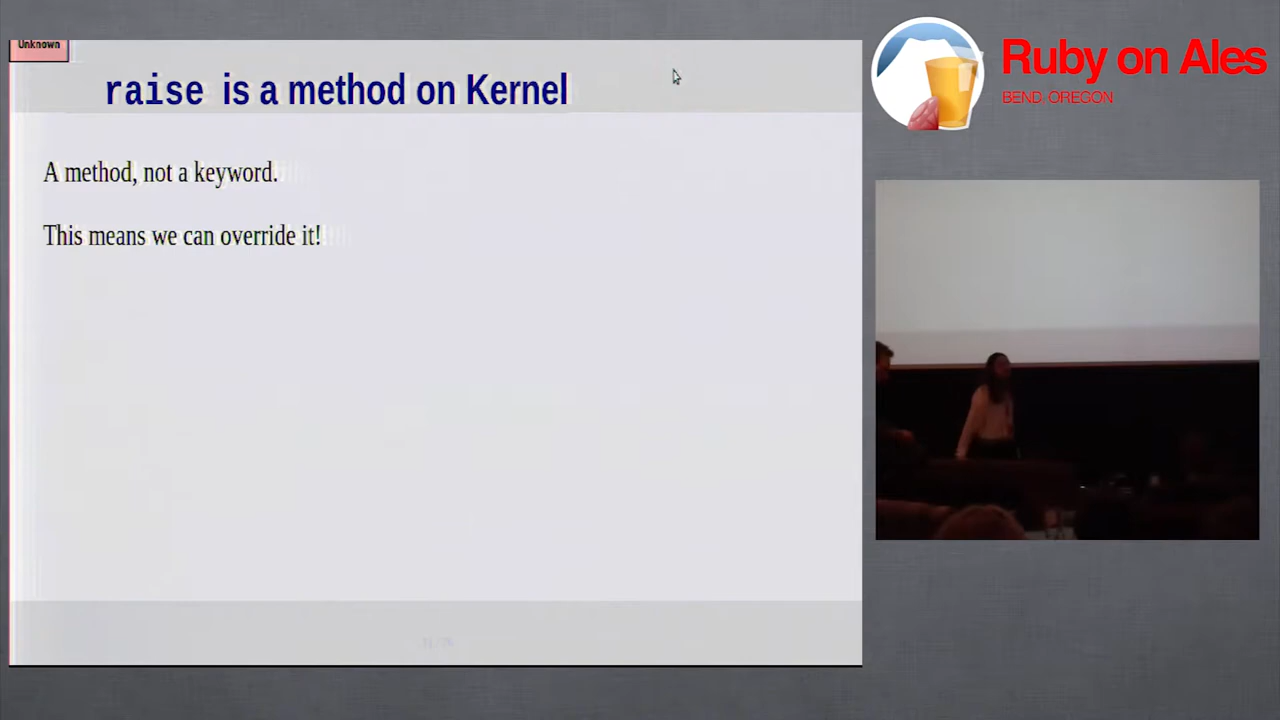 Unknown
raise is a method on Kernel
A method, not a keyword.
This means we can override it!
Ruby on Ales
BEND, OREGON